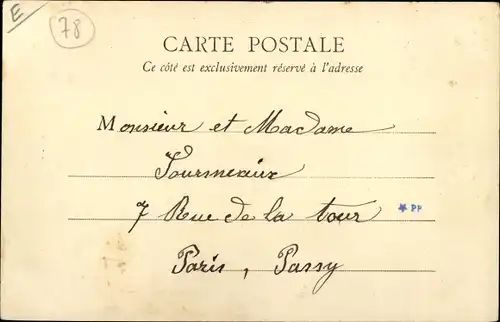 E
78
CARTE POSTALE
Ce côté est exclusivement réservé à l'adresse
Monsieur et Madame
Tourneaux
7 Rue de la tour
★ PP
Paris, Passy